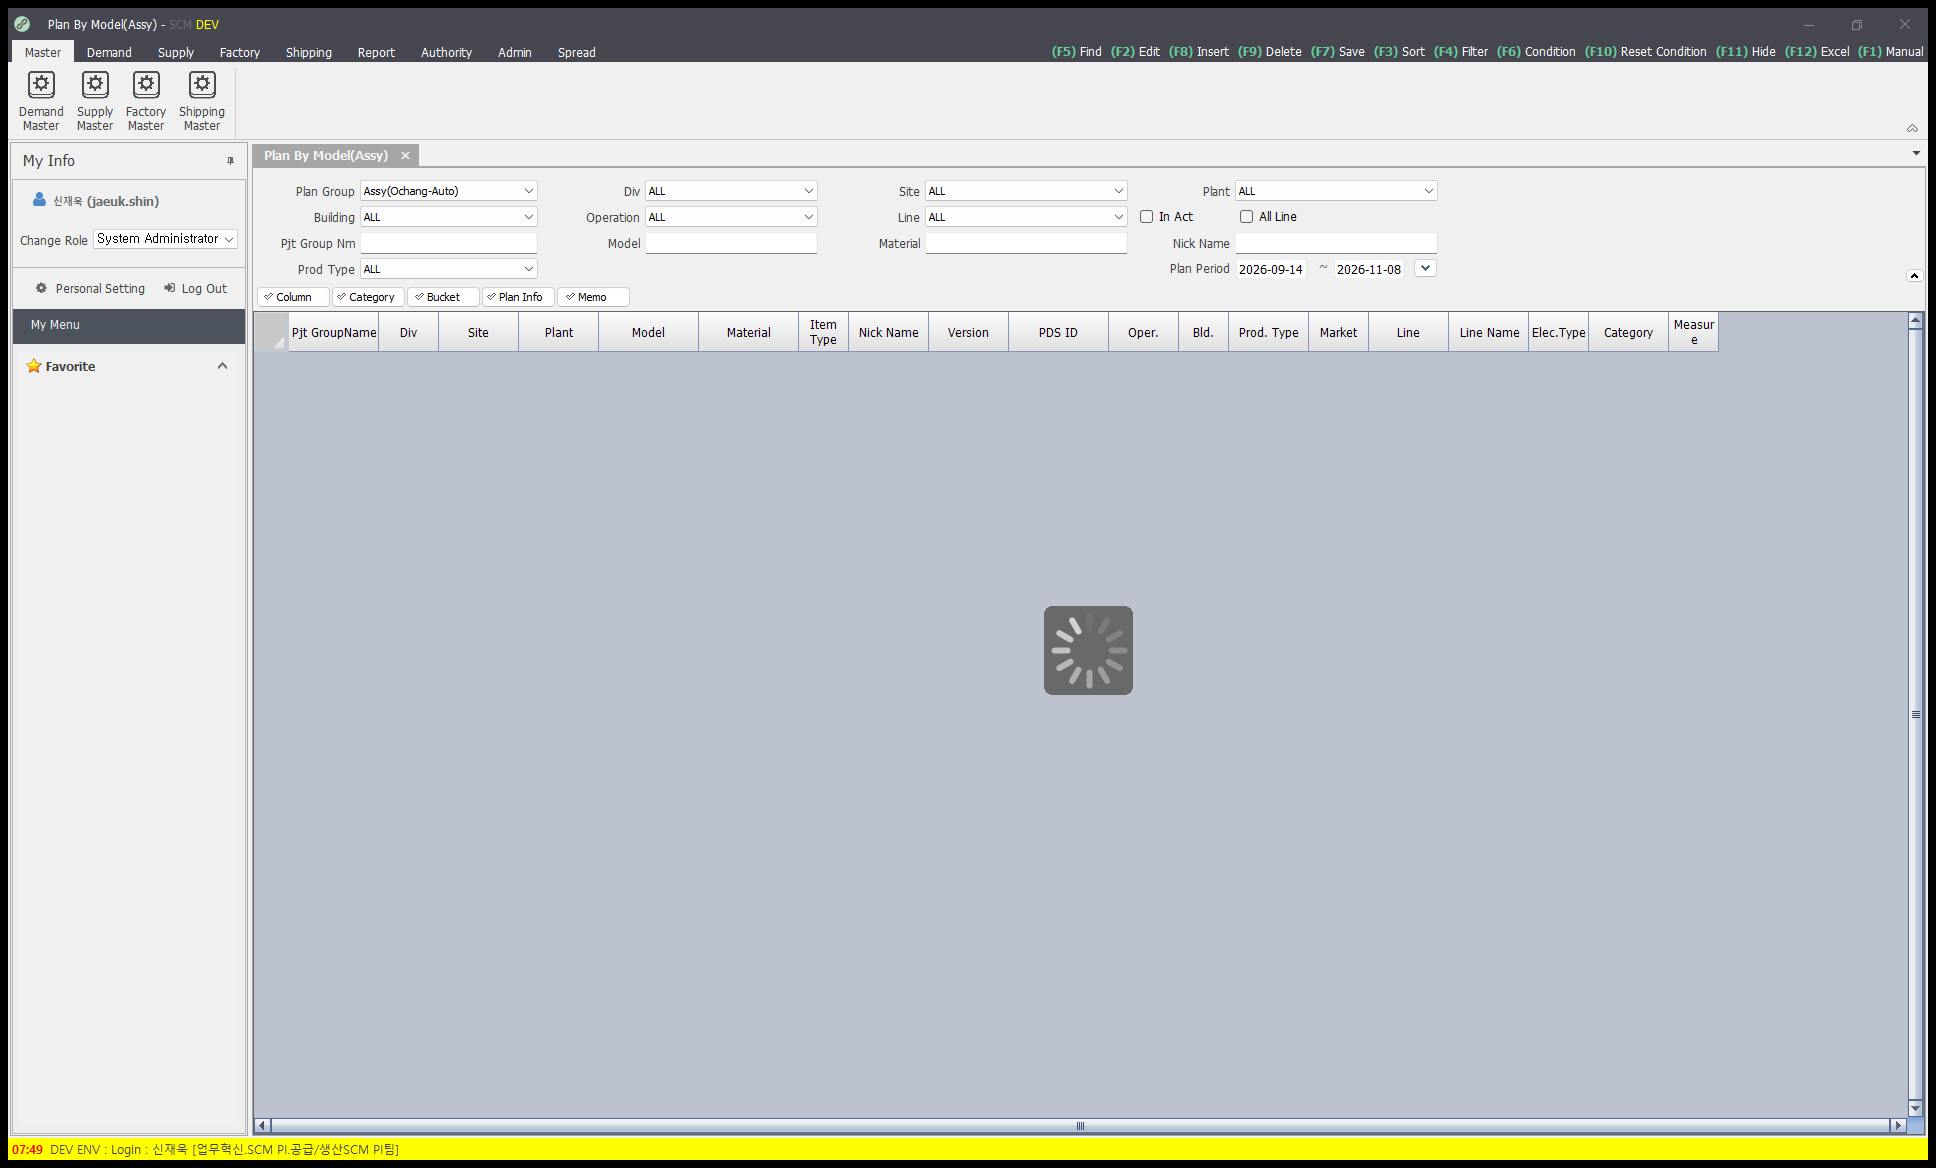 Plan By Model(Assy) - SCM DEV
Master Demand Supply Factory Shipping Report Authority Admin Spread (F5) Find (F2) Edit (F8) Insert (F9) Delete (F7) Save (F3) Sort (F4) Filter (F6) Condition (F10) Reset Condition (F11) Hide (F12) Excel (F1) Manual
Demand Master
Supply Master
Factory Master
Shipping Master
My Info
신재욱 (jaeuk.shin)
Change Role System Administrator
Personal Setting Log Out
My Menu
Favorite
Plan By Model(Assy)
Plan Group Assy(Ochang-Auto) Div ALL Site ALL Plant ALL
Building ALL Operation ALL Line ALL In Act All Line
Pjt Group Nm Model Material Nick Name
Prod Type ALL Plan Period 2026-09-14 ~ 2026-11-08
Column Category Bucket Plan Info Memo
Pjt GroupName Div Site Plant Model Material Item Type Nick Name Version PDS ID Oper. Bld. Prod. Type Market Line Line Name Elec.Type Category Measure
07:49 DEV ENV : Login : 신재욱 [업무혁신.SCM PI.공급/생산SCM PI팀]